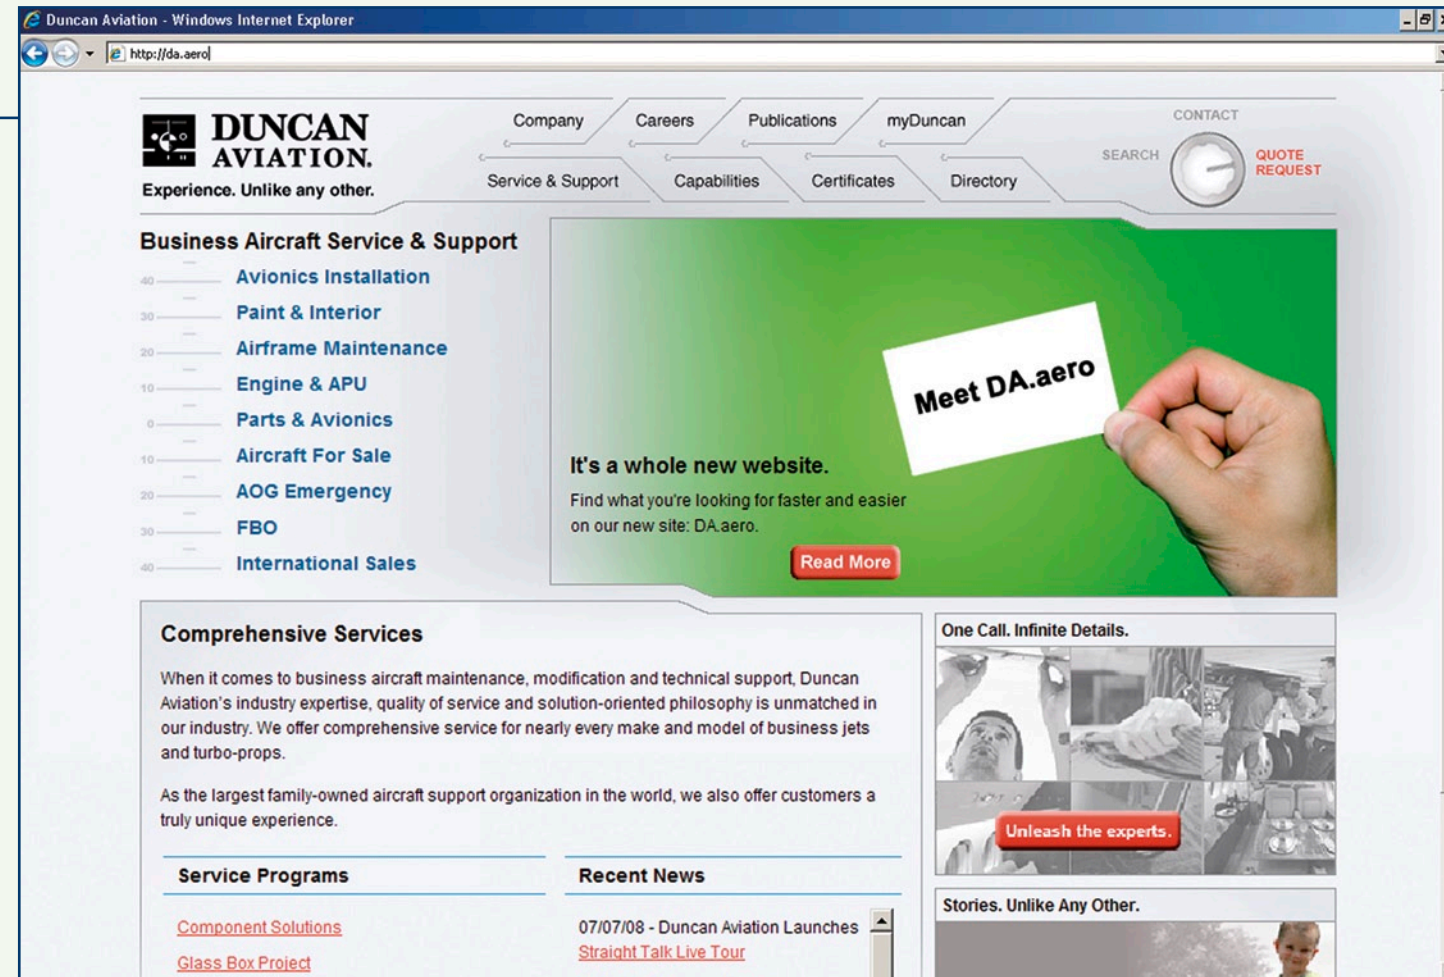 Duncan Aviation - Windows Internet Explorer
http://da.aero
DUNCAN
AVIATION.
Experience. Unlike any other.
Company
Careers
Publications
myDuncan
Service & Support
Capabilities
Certificates
Directory
CONTACT
SEARCH
QUOTE
REQUEST
Business Aircraft Service & Support
40
Avionics Installation
30
Paint & Interior
20
Airframe Maintenance
10
Engine & APU
0
Parts & Avionics
10
Aircraft For Sale
20
AOG Emergency
30
FBO
40
International Sales
Meet DA.aero
It's a whole new website.
Find what you're looking for faster and easier
on our new site: DA.aero.
Read More
Comprehensive Services
When it comes to business aircraft maintenance, modification and technical support, Duncan
Aviation's industry expertise, quality of service and solution-oriented philosophy is unmatched in
our industry. We offer comprehensive service for nearly every make and model of business jets
and turbo-props.
As the largest family-owned aircraft support organization in the world, we also offer customers a
truly unique experience.
Service Programs
Component Solutions
Glass Box Project
Recent News
07/07/08 - Duncan Aviation Launches
Straight Talk Live Tour
One Call. Infinite Details.
Unleash the experts.
Stories. Unlike Any Other.